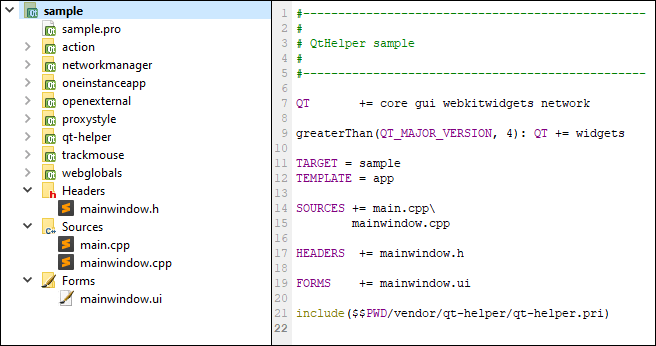 sample
sample.pro
action
networkmanager
oneinstanceapp
openexternal
proxystyle
qt-helper
trackmouse
webglobals
Headers
mainwindow.h
Sources
main.cpp
mainwindow.cpp
Forms
mainwindow.ui
1 #-------------------------------------------------
2 #
3 # QtHelper sample
4 #
5 #-------------------------------------------------
6
7 QT       += core gui webkitwidgets network
8
9 greaterThan(QT_MAJOR_VERSION, 4): QT += widgets
10
11 TARGET = sample
12 TEMPLATE = app
13
14 SOURCES += main.cpp\
15         mainwindow.cpp
16
17 HEADERS  += mainwindow.h
18
19 FORMS    += mainwindow.ui
20
21 include($$PWD/vendor/qt-helper/qt-helper.pri)
22